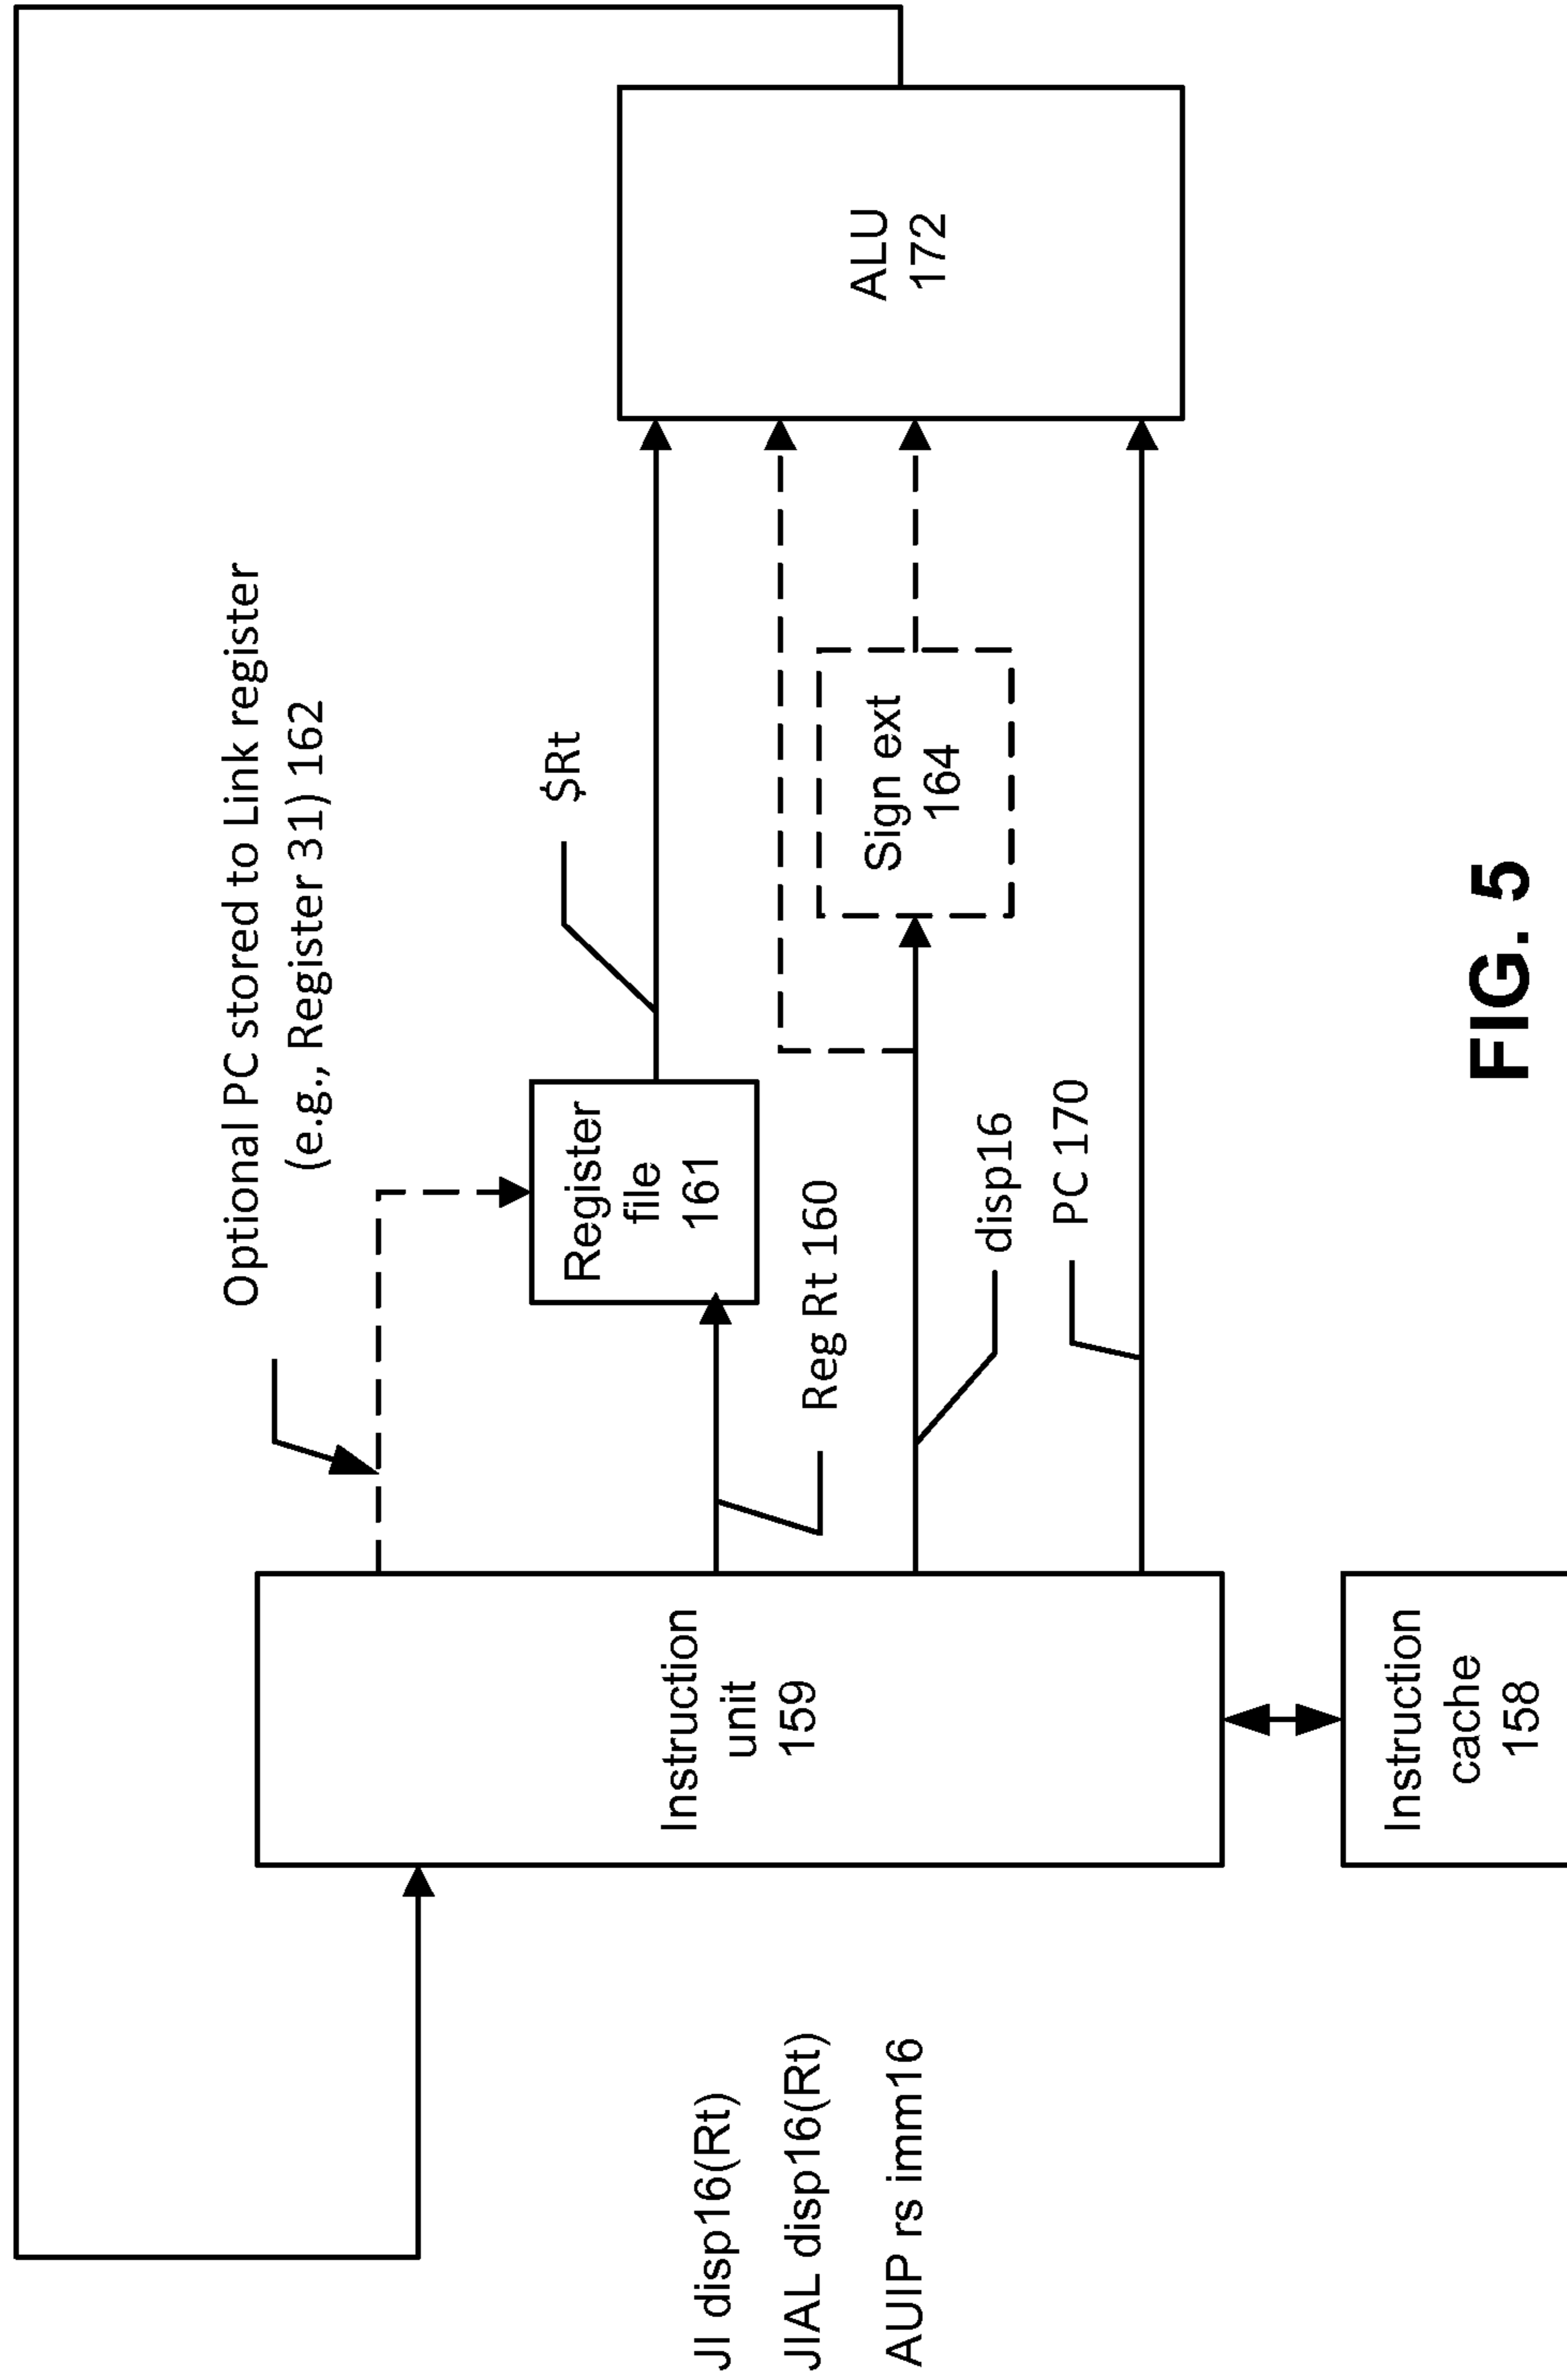 Optional PC stored to Link register
(e.g., Register 31) 162
$Rt
ALU
172
Register
file
161
Sign ext
164
Reg Rt 160
disp16
PC 170
Instruction
unit
159
Instruction
cache
158
JI disp16(Rt)
JIAL disp16(Rt)
AUIP rs imm16
FIG. 5